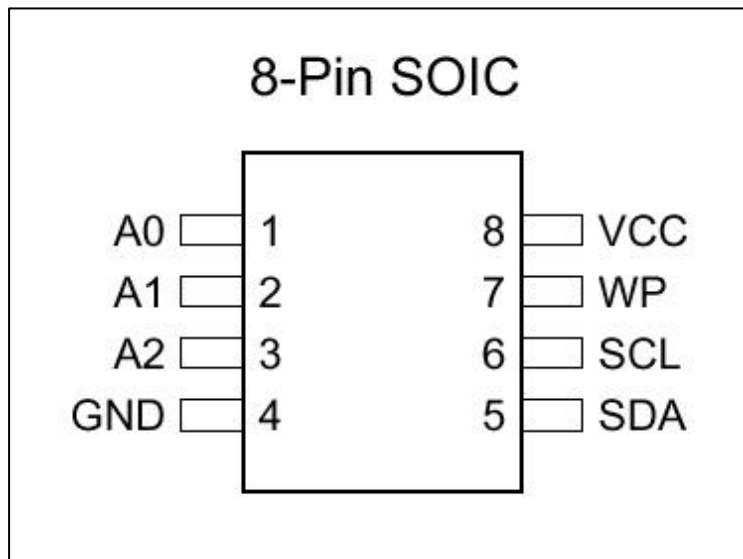 8-Pin SOIC
A0 1 8 VCC
A1 2 7 WP
A2 3 6 SCL
GND 4 5 SDA